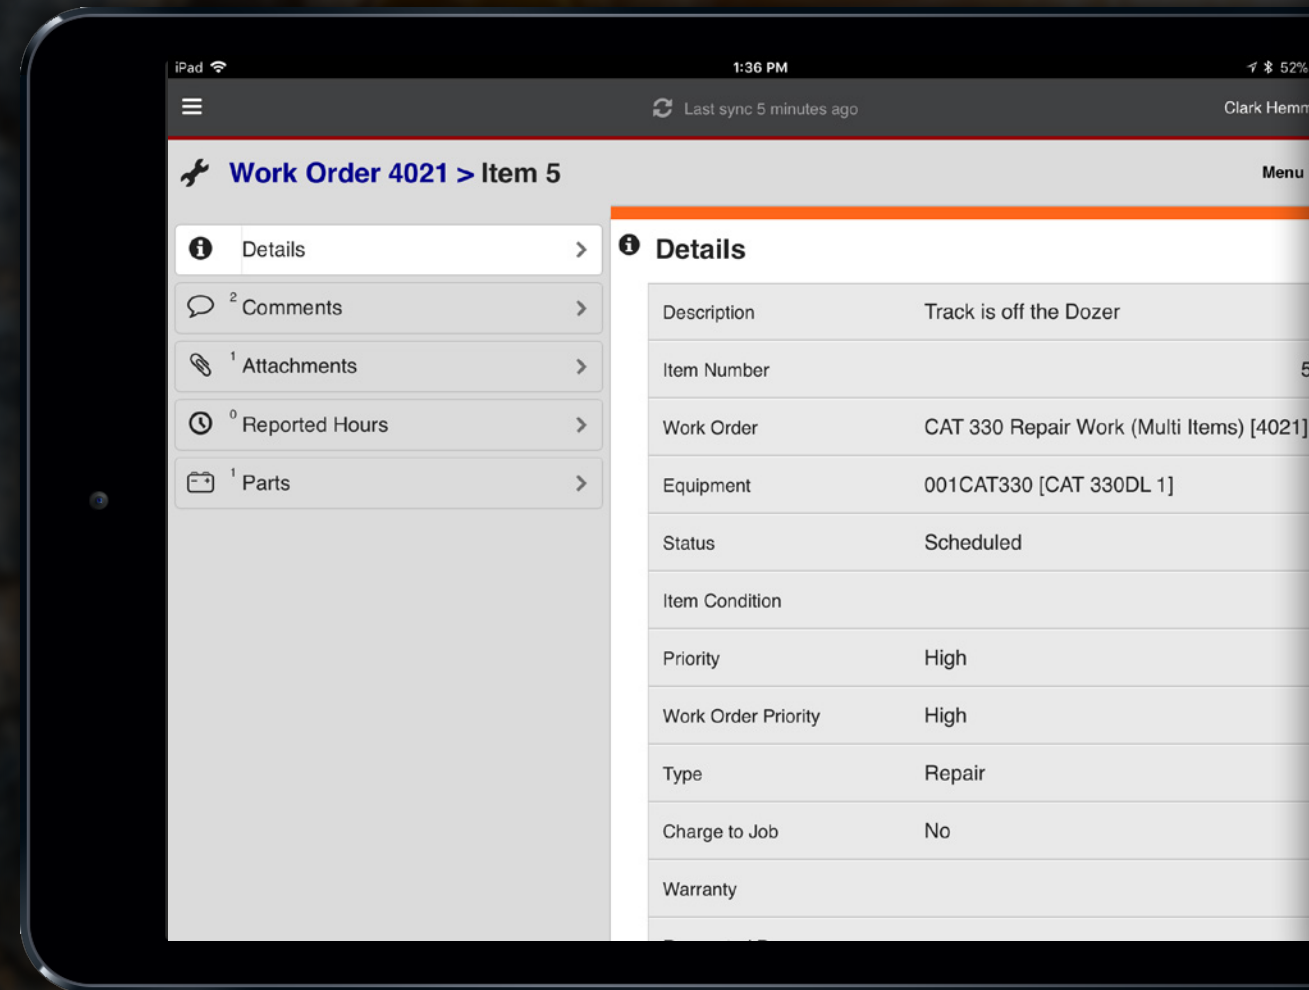 iPad
1:36 PM
52%
Last sync 5 minutes ago
Clark
Work Order 4021 > Item 5
Menu
Details
2 Comments
1 Attachments
0 Reported Hours
1 Parts
Details
Description Track is off the Dozer
Item Number 5
Work Order CAT 330 Repair Work (Multi Items) [4021]
Equipment 001CAT330 [CAT 330DL 1]
Status Scheduled
Item Condition
Priority High
Work Order Priority High
Type Repair
Charge to Job No
Warranty